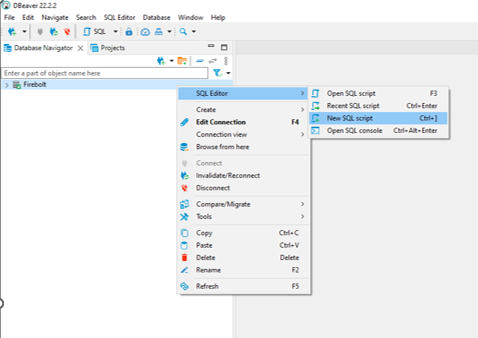 DBeaver 22.2.2
File Edit Navigate Search SQL Editor Database Window Help
SQL
Database Navigator Projects
Enter a part of object name here
Firebolt
SQL Editor
Create
Edit Connection F4
Connection view
Browse from here
Connect
Invalidate/Reconnect
Disconnect
Compare/Migrate
Tools
Copy Ctrl+C
Paste Ctrl+V
Delete Delete
Rename F2
Refresh F5
Open SQL script F3
Recent SQL script Ctrl+Enter
New SQL script Ctrl+]
Open SQL console Ctrl+Alt+Enter